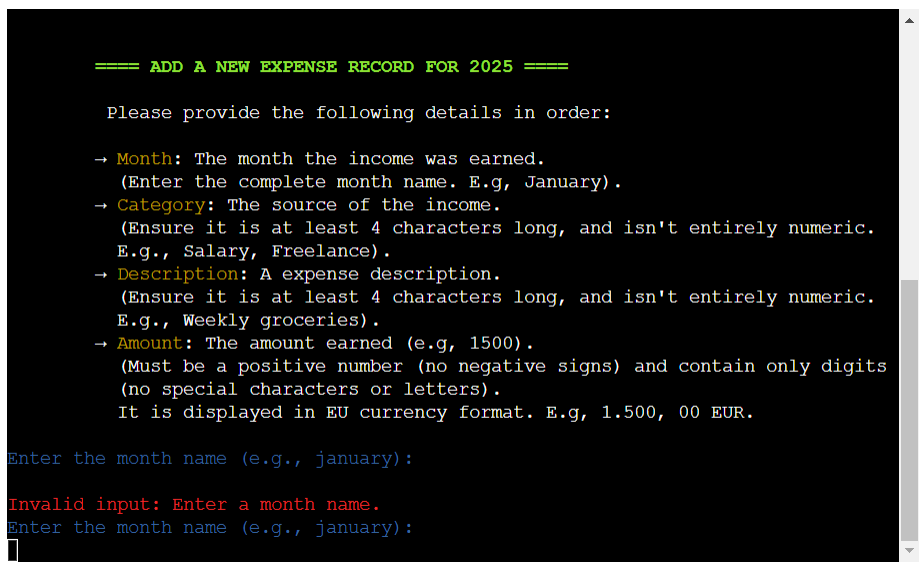 ==== ADD A NEW EXPENSE RECORD FOR 2025 ====
Please provide the following details in order:
→ Month: The month the income was earned.
(Enter the complete month name. E.g, January).
→ Category: The source of the income.
(Ensure it is at least 4 characters long, and isn't entirely numeric.
E.g., Salary, Freelance).
→ Description: A expense description.
(Ensure it is at least 4 characters long, and isn't entirely numeric.
E.g., Weekly groceries).
→ Amount: The amount earned (e.g, 1500).
(Must be a positive number (no negative signs) and contain only digits
(no special characters or letters).
It is displayed in EU currency format. E.g, 1.500, 00 EUR.
Enter the month name (e.g., january):
Invalid input: Enter a month name.
Enter the month name (e.g., january):